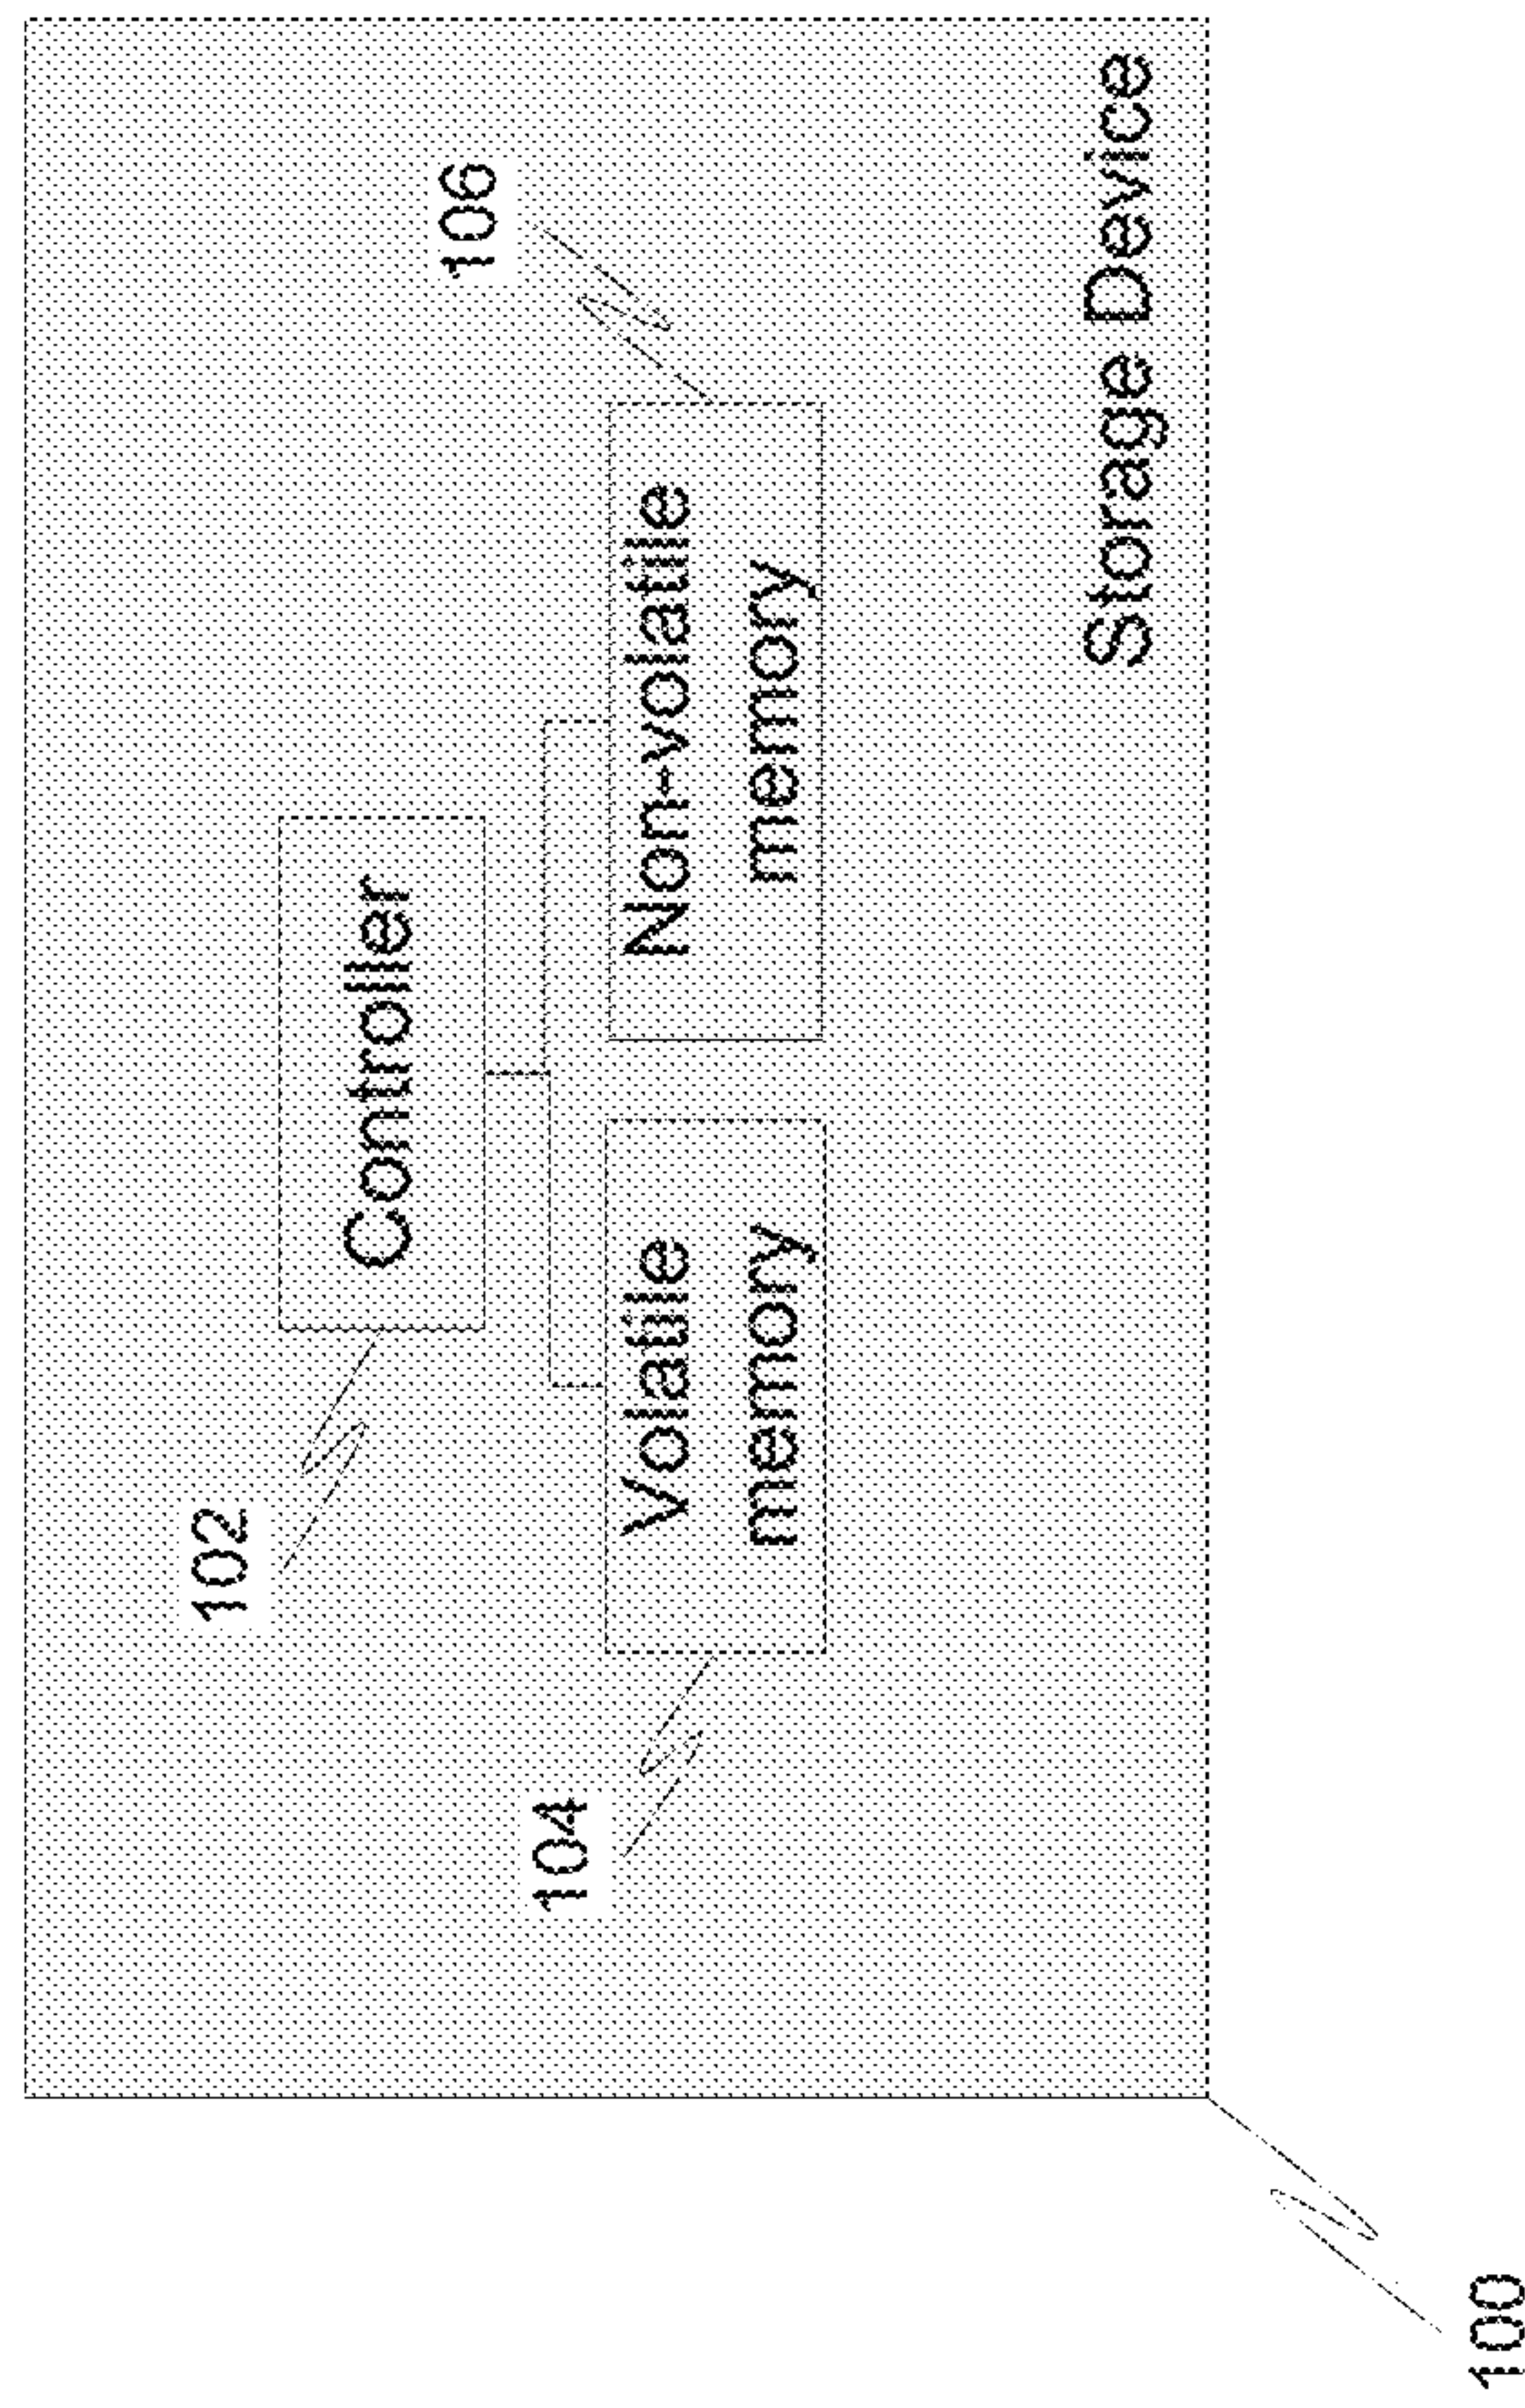 102
Controller
106
104
Volatile
memory
Non-volatile
memory
Storage Device
100